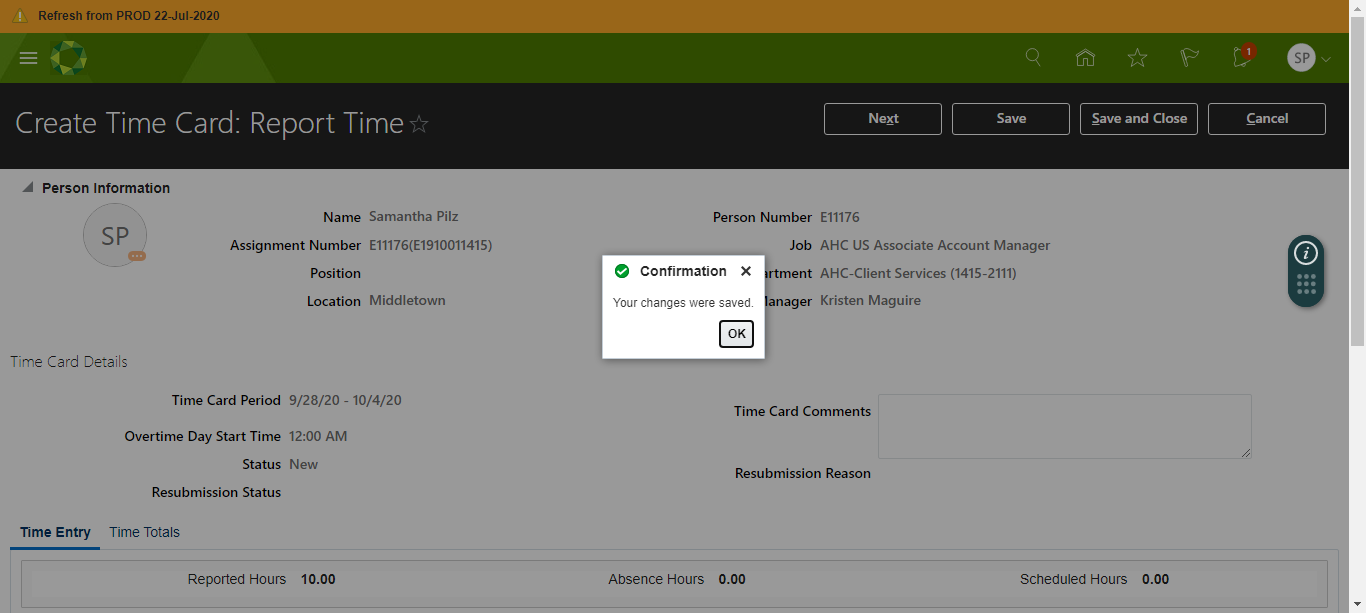 Refresh from PROD 22-Jul-2020
1
SP
Create Time Card: Report Time
Next
Save
Save and Close
Cancel
Person Information
SP
Name Samantha Pilz
Person Number E11176
Assignment Number E11176(E1910011415)
Job AHC US Associate Account Manager
Position
artment AHC-Client Services (1415-2111)
Location Middletown
Manager Kristen Maguire
Confirmation
Your changes were saved.
OK
i
Time Card Details
Time Card Period 9/28/20 - 10/4/20
Time Card Comments
Overtime Day Start Time 12:00 AM
Status New
Resubmission Reason
Resubmission Status
Time Entry Time Totals
Reported Hours 10.00 Absence Hours 0.00 Scheduled Hours 0.00